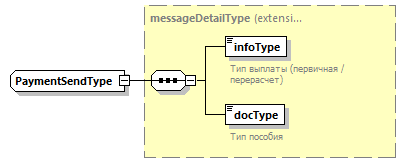 messageDetailType (extensi...
infoType
Тип выплаты (первичная /
перерасчет)
PaymentSendType
docType
Тип пособия